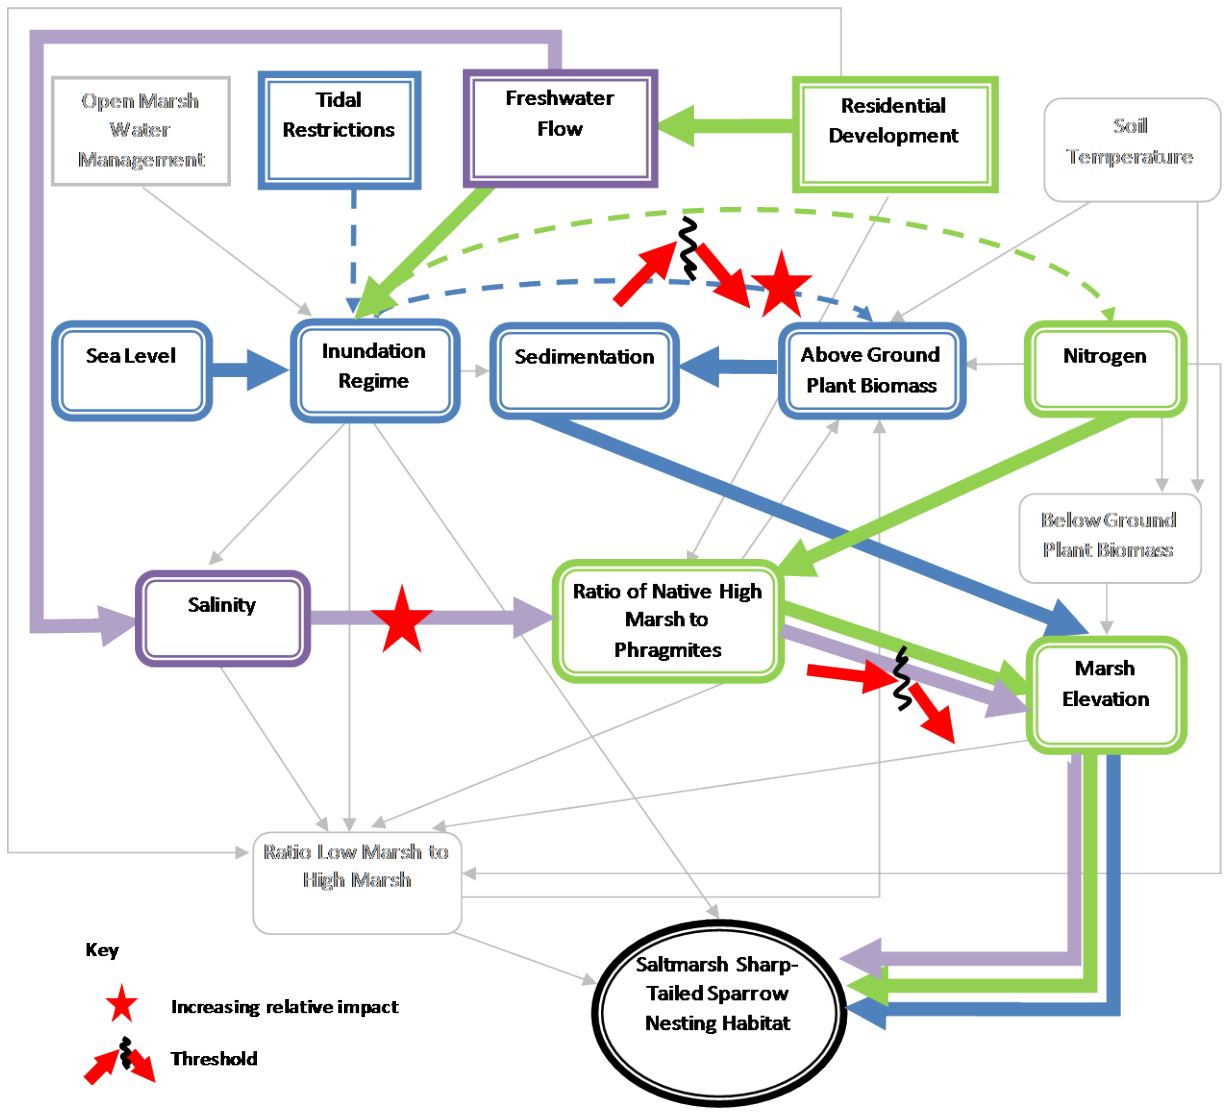 Open Marsh
Water
Management
Tidal
Restrictions
Freshwater
Flow
Residential
Development
Soil
Temperature
Sea Level
Inundation
Regime
Sedimentation
Above Ground
Plant Biomass
Nitrogen
Below Ground
Plant Biomass
Salinity
Ratio of Native High
Marsh to
Phragmites
Marsh
Elevation
Ratio Low Marsh to
High Marsh
Saltmarsh Sharp-
Tailed Sparrow
Nesting Habitat
Key
Increasing relative impact
Threshold